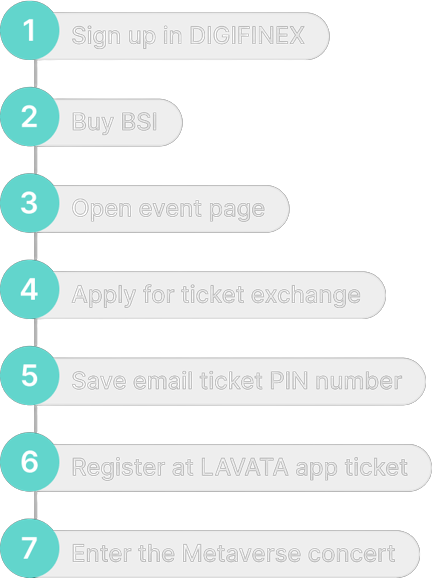 1 Sign up in DIGIFINEX
2 Buy BSI
3 Open event page
4 Apply for ticket exchange
5 Save email ticket PIN number
6 Register at LAVATA app ticket
7 Enter the Metaverse concert